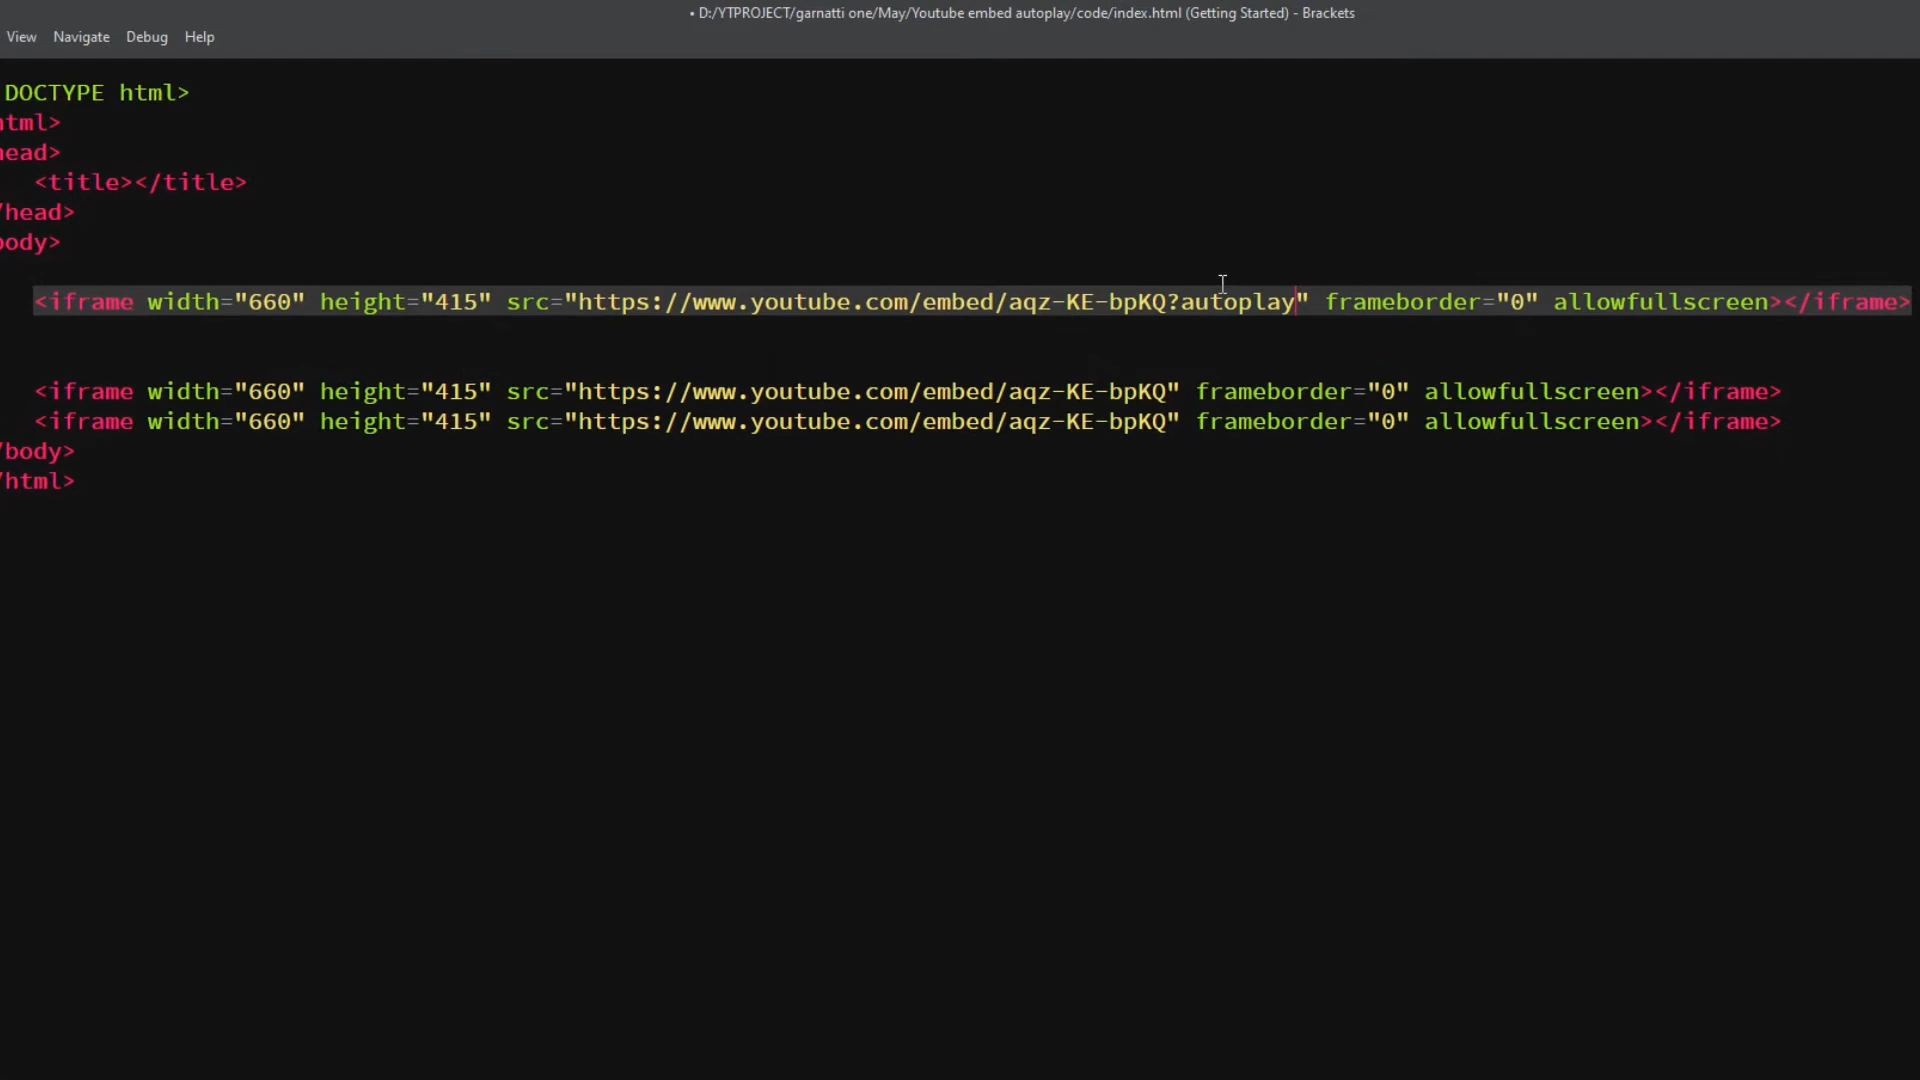 • D:/YTPROJECT/garnatti one/May/Youtube embed autoplay/code/index.html (Getting Started) - Brackets
View Navigate Debug Help
DOCTYPE html>
html>
head>
<title></title>
/head>
body>
<iframe width="660" height="415" src="https://www.youtube.com/embed/aqz-KE-bpKQ?autoplay" frameborder="0" allowfullscreen></iframe>
<iframe width="660" height="415" src="https://www.youtube.com/embed/aqz-KE-bpKQ" frameborder="0" allowfullscreen></iframe>
<iframe width="660" height="415" src="https://www.youtube.com/embed/aqz-KE-bpKQ" frameborder="0" allowfullscreen></iframe>
/body>
/html>